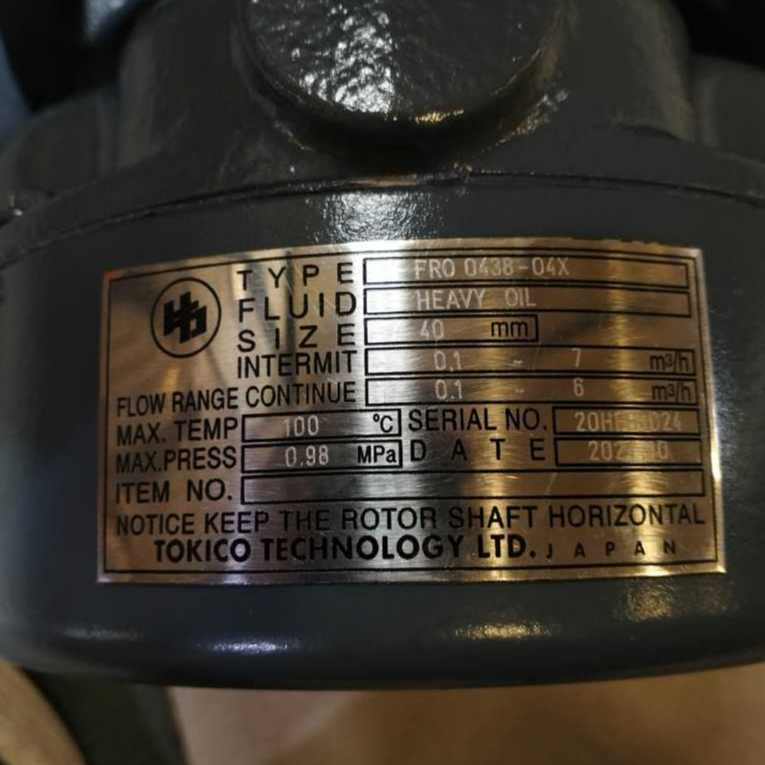 TYPE FRO 0438-04X
FLUID HEAVY OIL
SIZE 40 mm
INTERMIT 0.1 - 7 m3/h
FLOW RANGE CONTINUE 0.1 - 6 m3/h
MAX. TEMP 100 ℃ SERIAL NO.
MAX.PRESS 0.98 MPa DATE
ITEM NO.
NOTICE KEEP THE ROTOR SHAFT HORIZONTAL
TOKICO TECHNOLOGY LTD. JAPAN